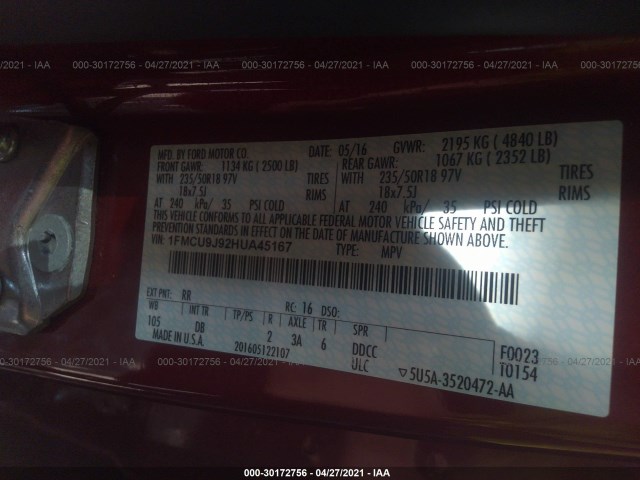 000-30172756 - 04/27/2021 - IAA
MFD. BY FORD MOTOR CO. DATE: 05/16 GVWR: 2195 KG ( 4840 LB)
FRONT GAWR: 1134 KG ( 2500 LB) REAR GAWR: 1067 KG ( 2352 LB)
WITH 235/50R18 97V TIRES WITH 235/50R18 97V TIRES
18x7.5J RIMS 18x7.5J RIMS
AT 240 kPa/ 35 PSI COLD AT 240 kPa/ 35 PSI COLD
THIS VEHICLE CONFORMS TO ALL APPLICABLE FEDERAL MOTOR VEHICLE SAFETY AND THEFT
PREVENTION STANDARDS IN EFFECT ON THE DATE OF MANUFACTURE SHOWN ABOVE.
VIN: 1FMCU9J92HUA45167 TYPE: MPV
EXT PNT: RR RC: 16 DSO:
WB INT TR TP/PS R AXLE TR SPR
105 DB 2 3A 6 DDCC
MADE IN U.S.A. 201605122107 ULC
F0023
T0154
5U5A-3520472-AA
000-30172756 - 04/27/2021 - IAA